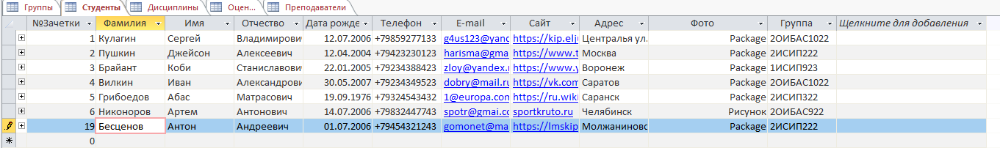 Группы Студенты Дисциплины Оцен... Преподаватели
№Зачетки Фамилия Имя Отчество Дата рожде Телефон E-mail Сайт Адрес Фото Группа Щелкните для добавления
1 Кулагин Сергей Владимирович 12.07.2006 +79859277133 g4us123@yand https://kip.elj Централья ул. Package 2ОИБАС1022
2 Пушкин Джейсон Алексеевич 12.04.2004 +79423230123 harisma@gma https://www.t Москва Package 2ИСИП222
3 Брайант Коби Станиславови 22.01.2005 +79234388423 zloy@yandex.r https://www.y Воронеж Package 1ИСИП923
4 Вилкин Иван Александрови 30.05.2007 +79349349523 dobby@mail.ru https://vk.com Саратов Package 2ОИБАС1022
5 Грибоедов Абас Матрасович 19.09.1976 +79324543432 1@europa.com https://ru.wiki Саранск Package 2ИСИП322
6 Никоноров Артем Антонович 14.07.2006 +79832447743 spotr@gmai.co sportkruto.ru Челябинск Рисунок 2ОИБАС922
19 Бесценов Антон Андреевич 01.07.2006 +79454321243 gomonet@ma https://lmskip Молжаниновс Package 2ИСИП222
0